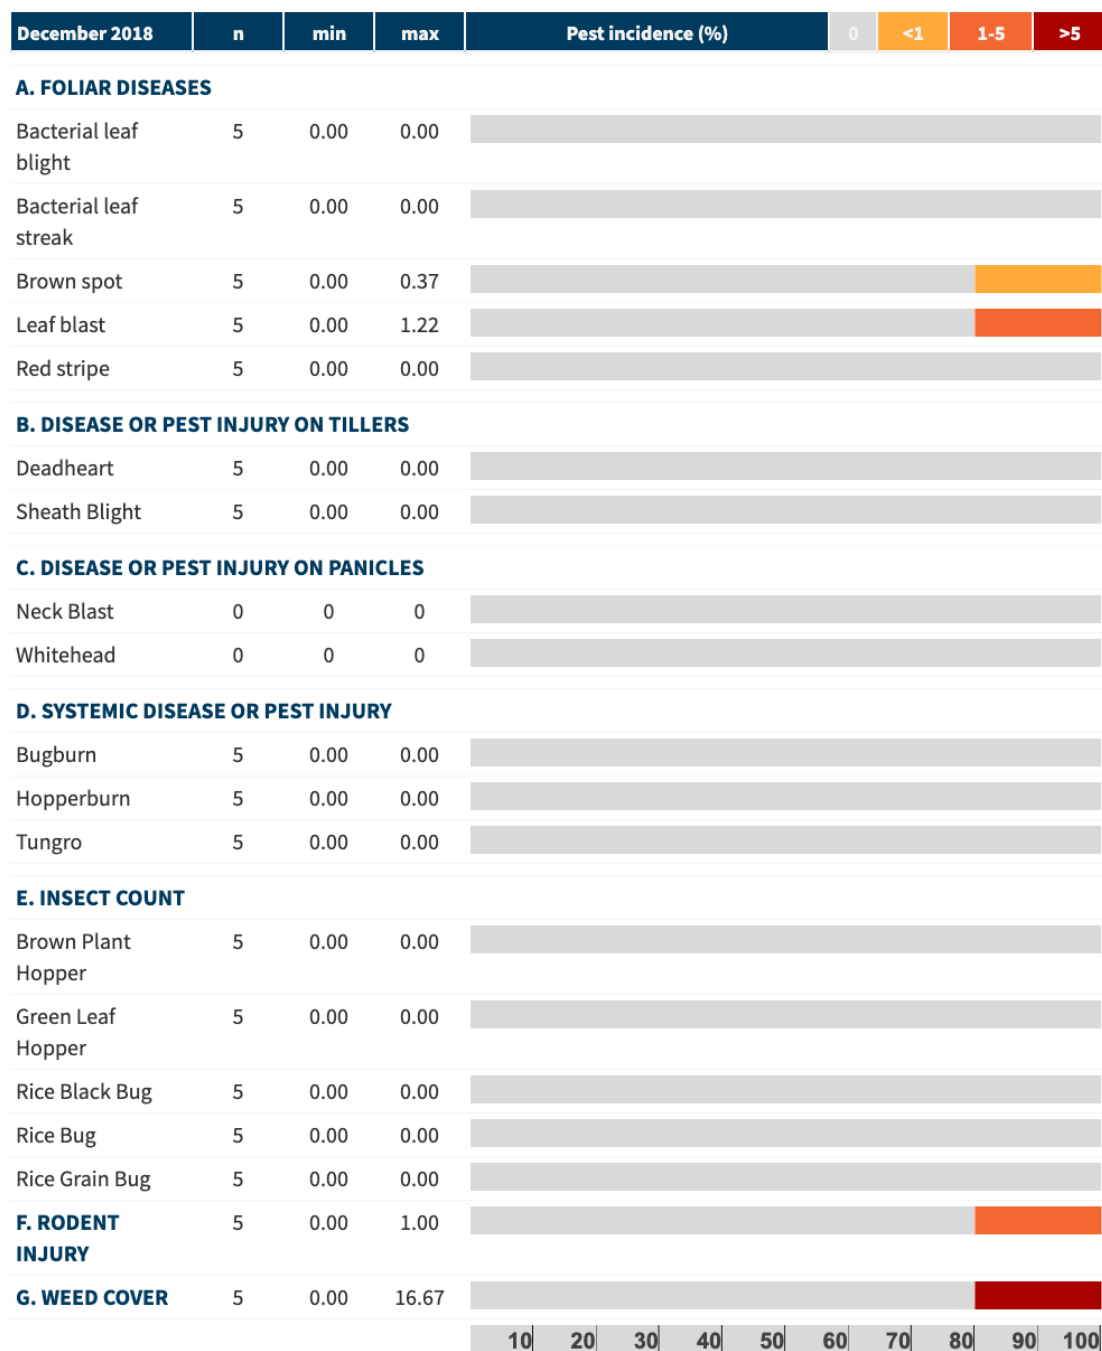 December 2018 n min max Pest incidence (%) 0 <1 1-5 >5
A. FOLIAR DISEASES
Bacterial leaf 5 0.00 0.00
blight
Bacterial leaf 5 0.00 0.00
streak
Brown spot 5 0.00 0.37
Leaf blast 5 0.00 1.22
Red stripe 5 0.00 0.00
B. DISEASE OR PEST INJURY ON TILLERS
Deadheart 5 0.00 0.00
Sheath Blight 5 0.00 0.00
C. DISEASE OR PEST INJURY ON PANICLES
Neck Blast 0 0 0
Whitehead 0 0 0
D. SYSTEMIC DISEASE OR PEST INJURY
Bugburn 5 0.00 0.00
Hopperburn 5 0.00 0.00
Tungro 5 0.00 0.00
E. INSECT COUNT
Brown Plant 5 0.00 0.00
Hopper
Green Leaf 5 0.00 0.00
Hopper
Rice Black Bug 5 0.00 0.00
Rice Bug 5 0.00 0.00
Rice Grain Bug 5 0.00 0.00
F. RODENT 5 0.00 1.00
INJURY
G. WEED COVER 5 0.00 16.67
10 20 30 40 50 60 70 80 90 100